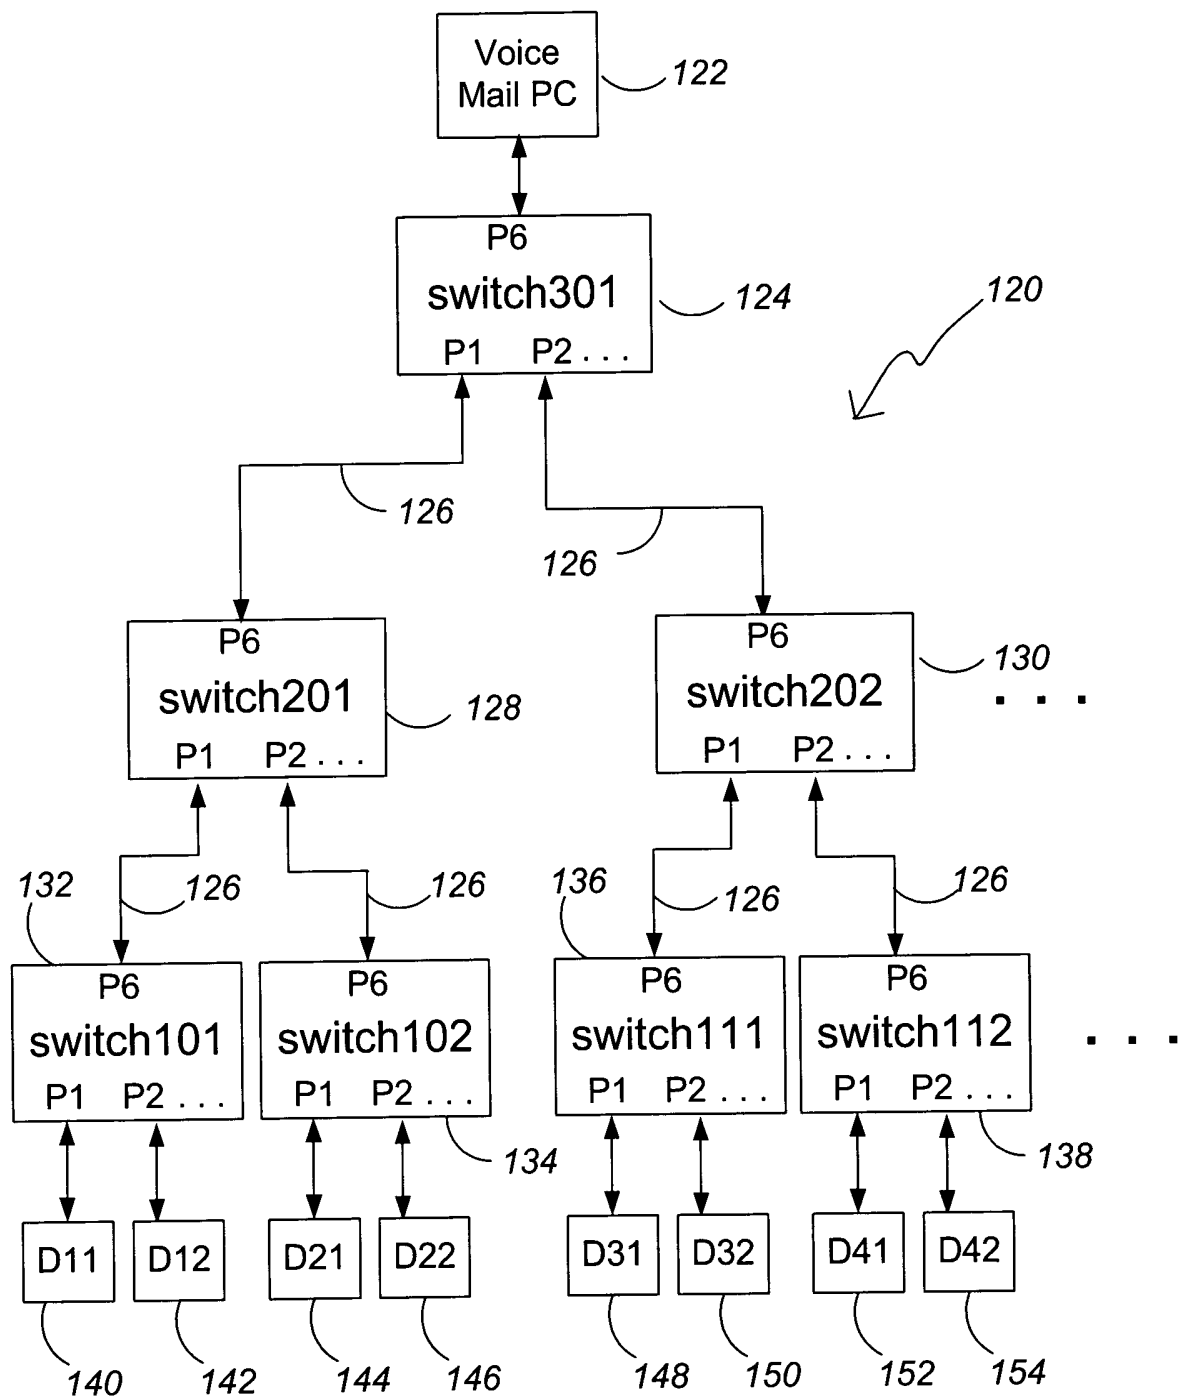 Voice
Mail PC
122
P6
switch301
P1 P2 . . .
124
120
126
126
P6
switch201
P1 P2 . . .
128
P6
switch202
P1 P2 . . .
130
. . .
132
126
126
136
126
126
P6
switch101
P1 P2 . . .
P6
switch102
P1 P2 . . .
134
P6
switch111
P1 P2 . . .
P6
switch112
P1 P2 . . .
138
. . .
D11
D12
D21
D22
D31
D32
D41
D42
140
142
144
146
148
150
152
154